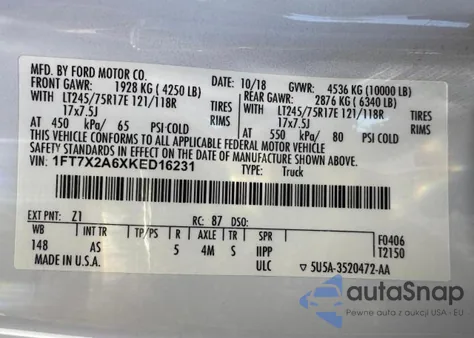 MFD. BY FORD MOTOR CO.
10/18 GVWR: 4536 KG (10000 LB)
FRONT GAWR: 1928 KG (4250 LB)
REAR GAWR: 2876 KG (6340 LB)
WITH LT245/75R17E 121/118R TIRES
WITH LT245/75R17E 121/118R TIRES
17x7.5J RIMS
17x7.5J RIMS
AT 450 kPa/ 65 PSI COLD
AT 550 kPa/ 80 PSI COLD
THIS VEHICLE CONFORMS TO ALL APPLICABLE FEDERAL MOTOR VEHICLE
SAFETY STANDARDS IN EFFECT ON THE DATE OF MANUFACTURE SHOWN ABOVE.
VIN: 1FT7X2A6XKED16231
TYPE: Truck
EXT PNT: Z1 RC: 87 DSO:
WB INT TR TP/PS R AXLE TR SPR
148 AS 5 4M S IIPP
ULC
F0406
T2150
MADE IN U.S.A.
▽ 5U5A-3520472-AA
autaSnap
Pewne auta z aukcji USA - EU